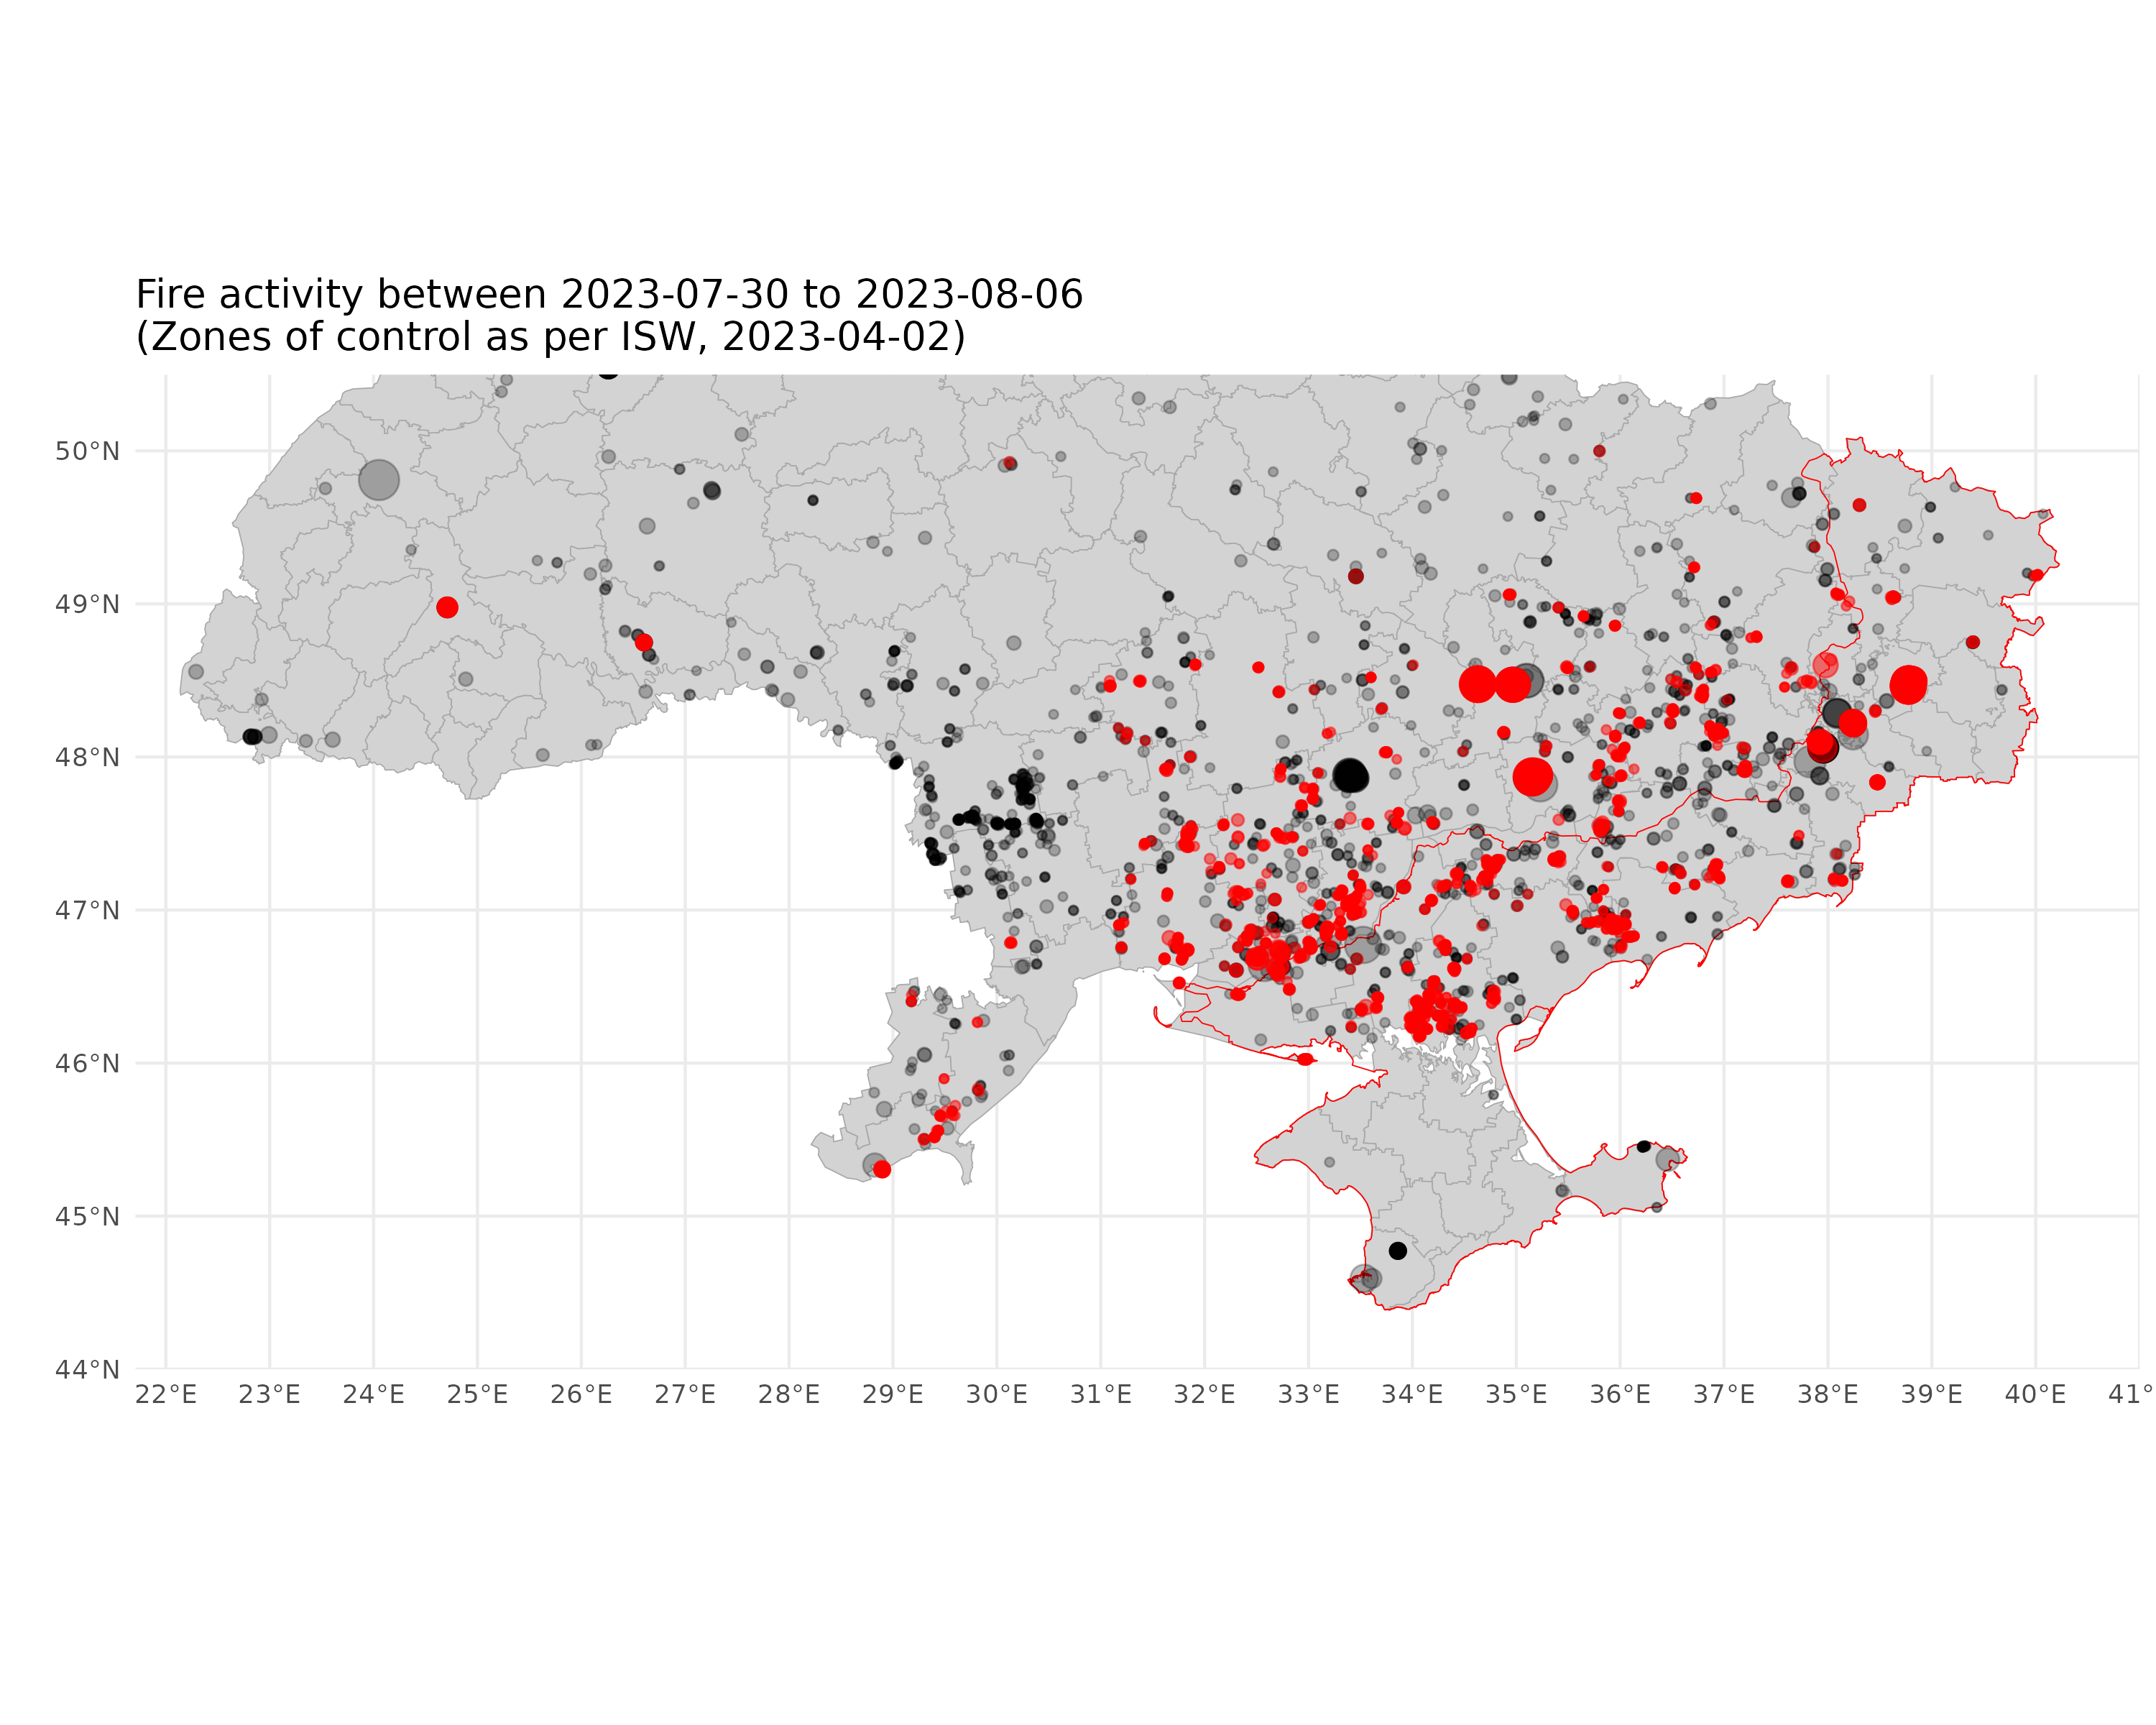 Fire activity between 2023-07-30 to 2023-08-06
(Zones of control as per ISW, 2023-04-02)
50°N
49°N
48°N
47°N
46°N
45°N
44°N
22°E 23°E 24°E 25°E 26°E 27°E 28°E 29°E 30°E 31°E 32°E 33°E 34°E 35°E 36°E 37°E 38°E 39°E 40°E 41°